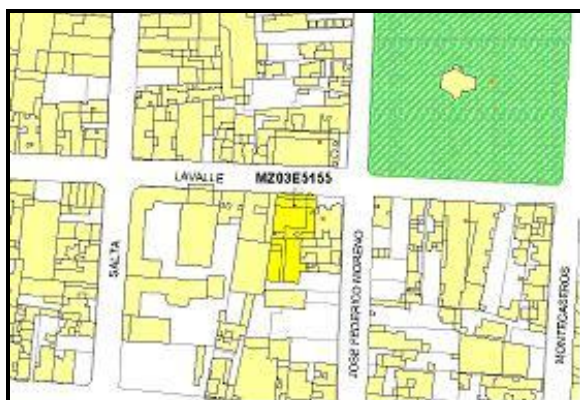 LAVALLE
MZ03E5155
SALTA
JOSE FEDERICO MORENO
MONTECASEROS